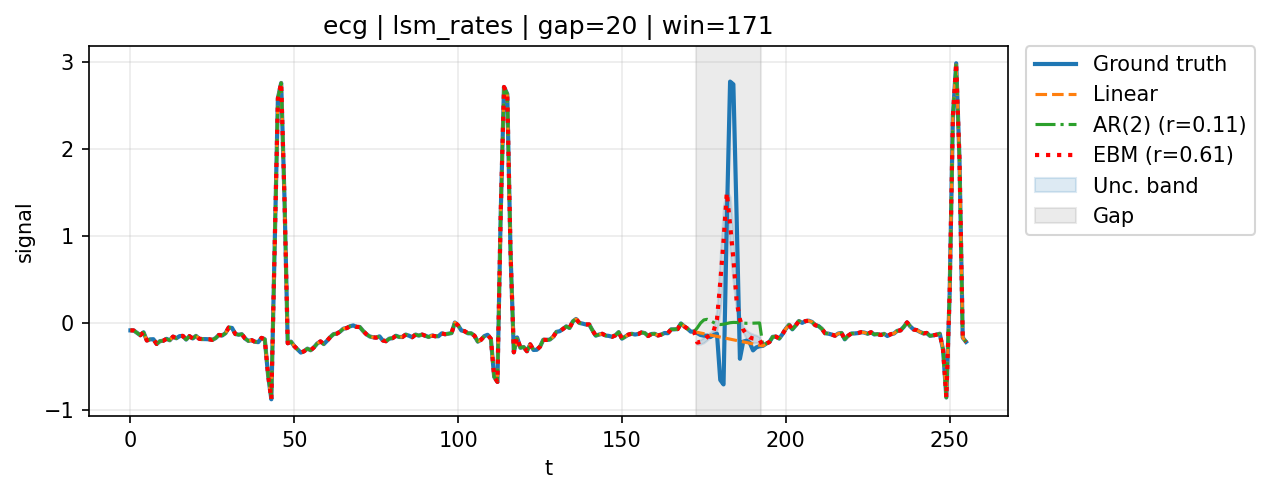 ecg | lsm_rates | gap=20 | win=171
signal
3
2
1
0
−1
0
50
100
150
200
250
t
Ground truth
Linear
AR(2) (r=0.11)
EBM (r=0.61)
Unc. band
Gap